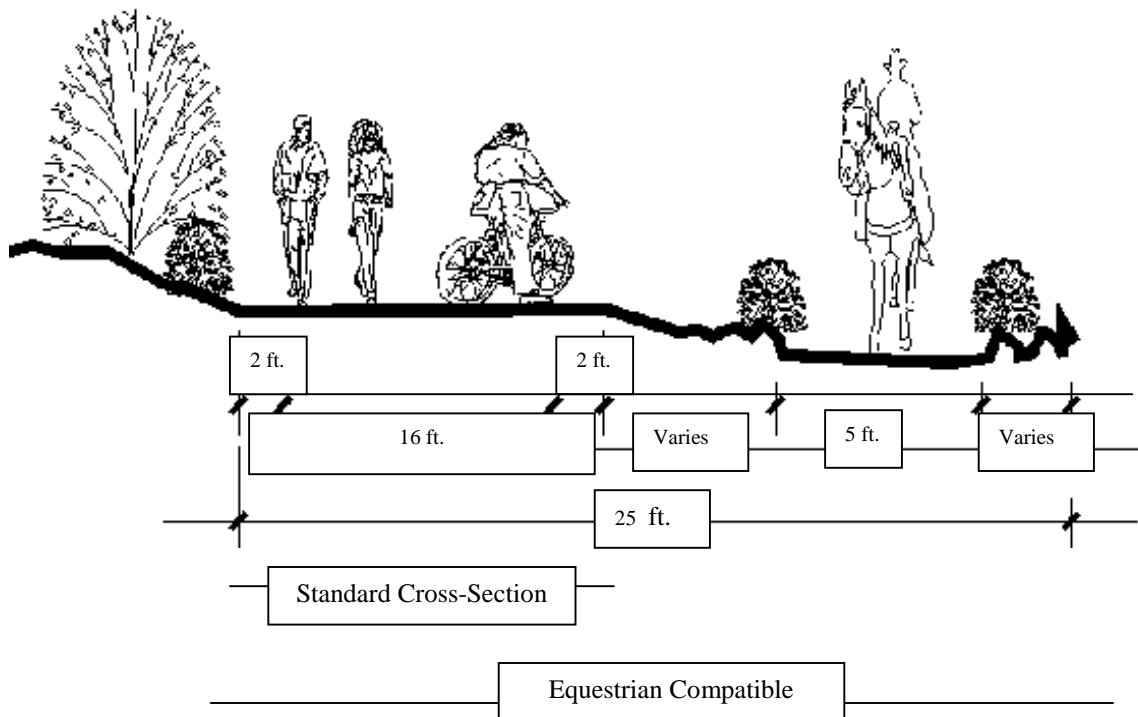 2 ft.
2 ft.
16 ft.
Varies
5 ft.
Varies
25 ft.
Standard Cross-Section
Equestrian Compatible